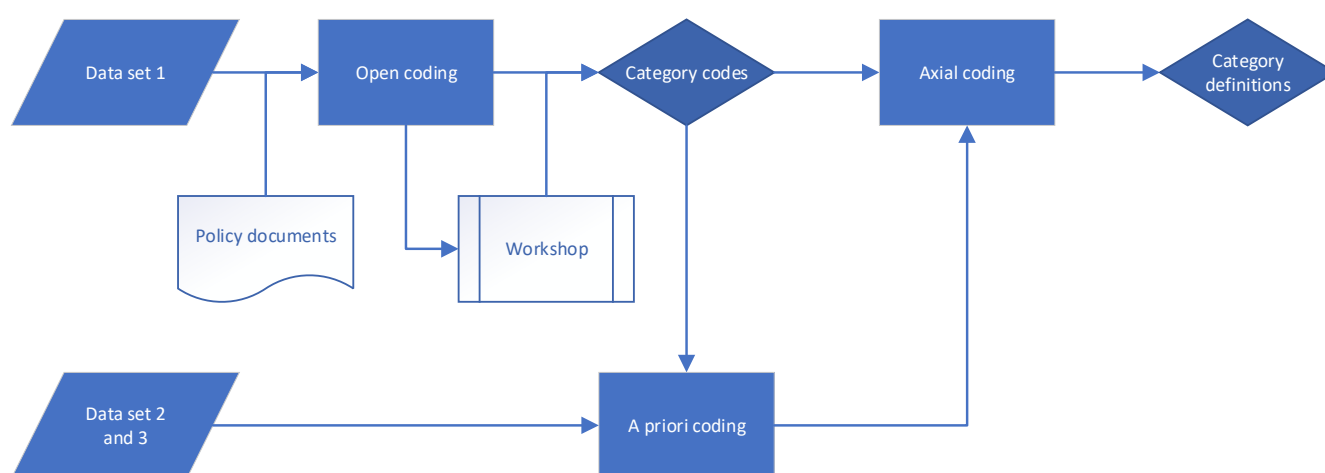 Data set 1
Open coding
Category codes
Axial coding
Category
definitions
Policy documents
Workshop
Data set 2
and 3
A priori coding